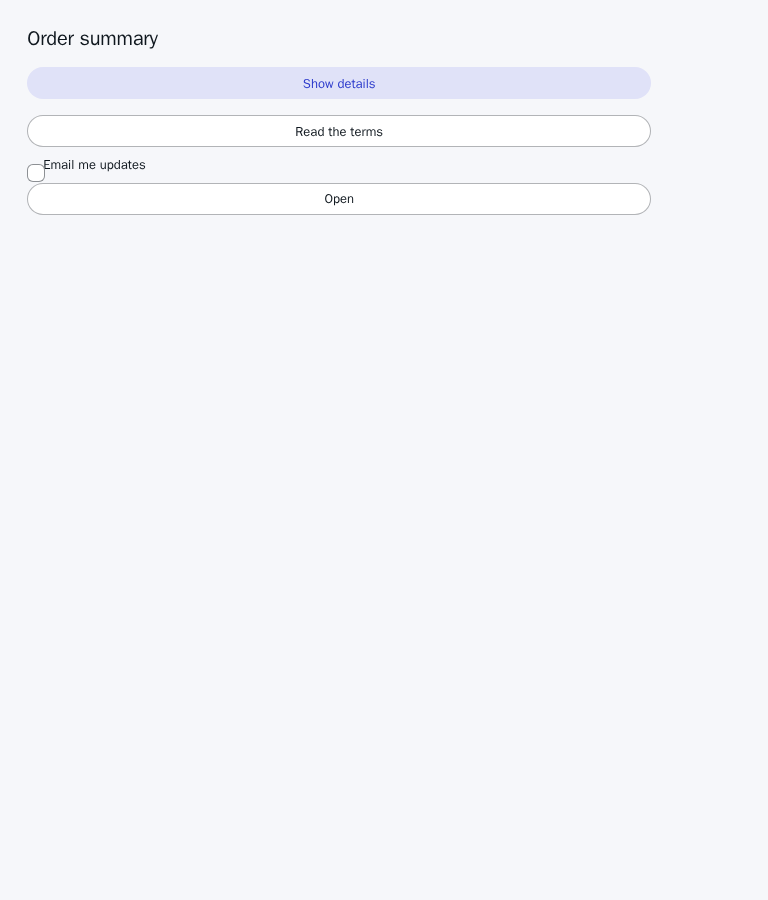 Order summary
Show details
Read the terms
Email me updates
Open